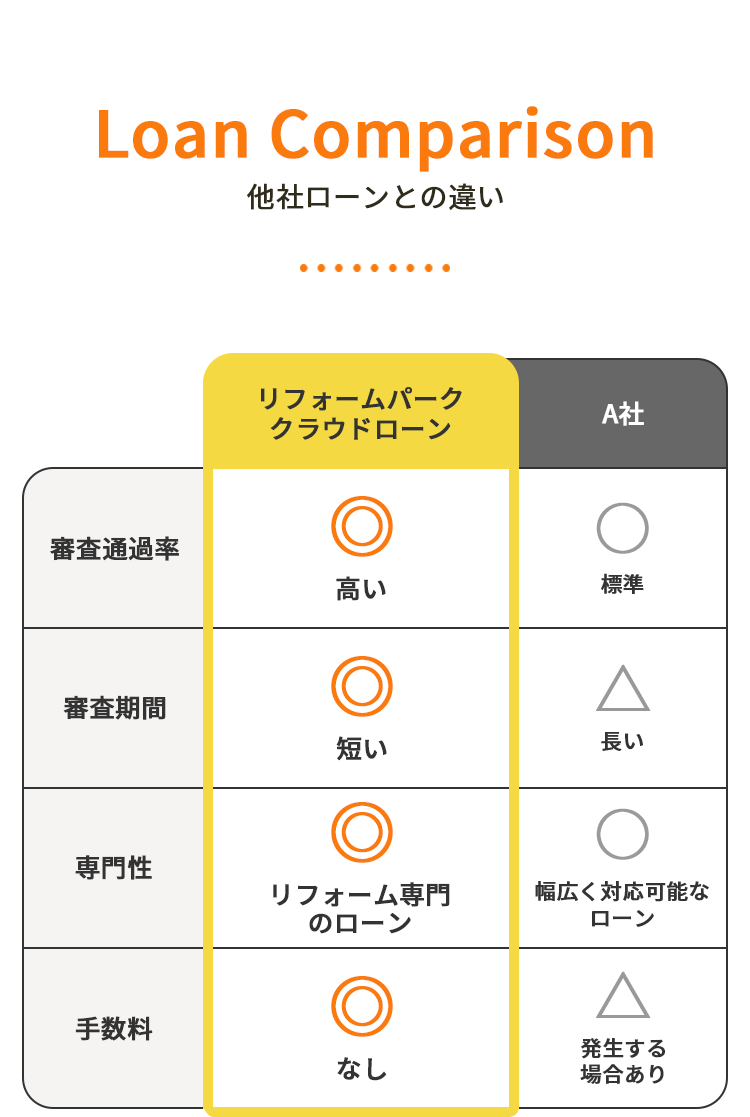 Loan Comparison
他社ローンとの違い
リフォームパーク
クラウドローン
A社
審査通過率
高い
標準
審査期間
短い
長い
専門性
リフォーム専門
のローン
幅広く対応可能な
ローン
手数料
なし
発生する
場合あり